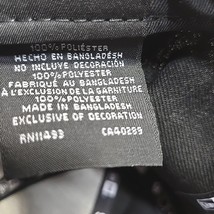 100% POLIÉSTER
HECHO EN BANGLADESH
NO INCLUYE DECORACIÓN
100% POLYESTER
FABRIQUÉ AU BANGLADESH
À L'EXCLUSION DE LA GARNITURE
100% POLYESTER
MADE IN BANGLADESH
EXCLUSIVE OF DECORATION
RN11493 CA40289